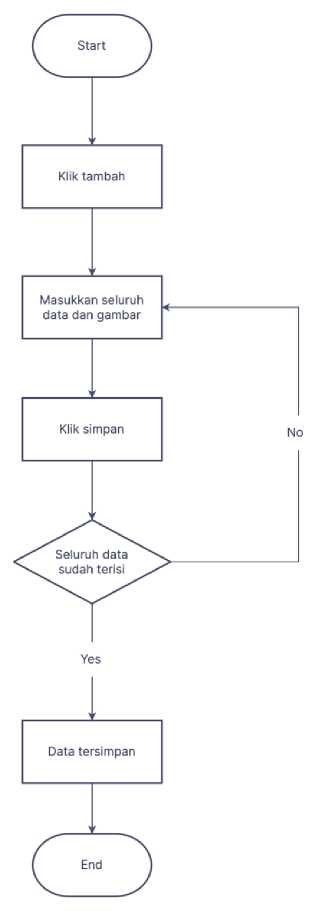 Start
Klik tambah
Masukkan seluruh
data dan gambar
Klik simpan
No
Seluruh data
sudah terisi
Yes
Data tersimpan
End